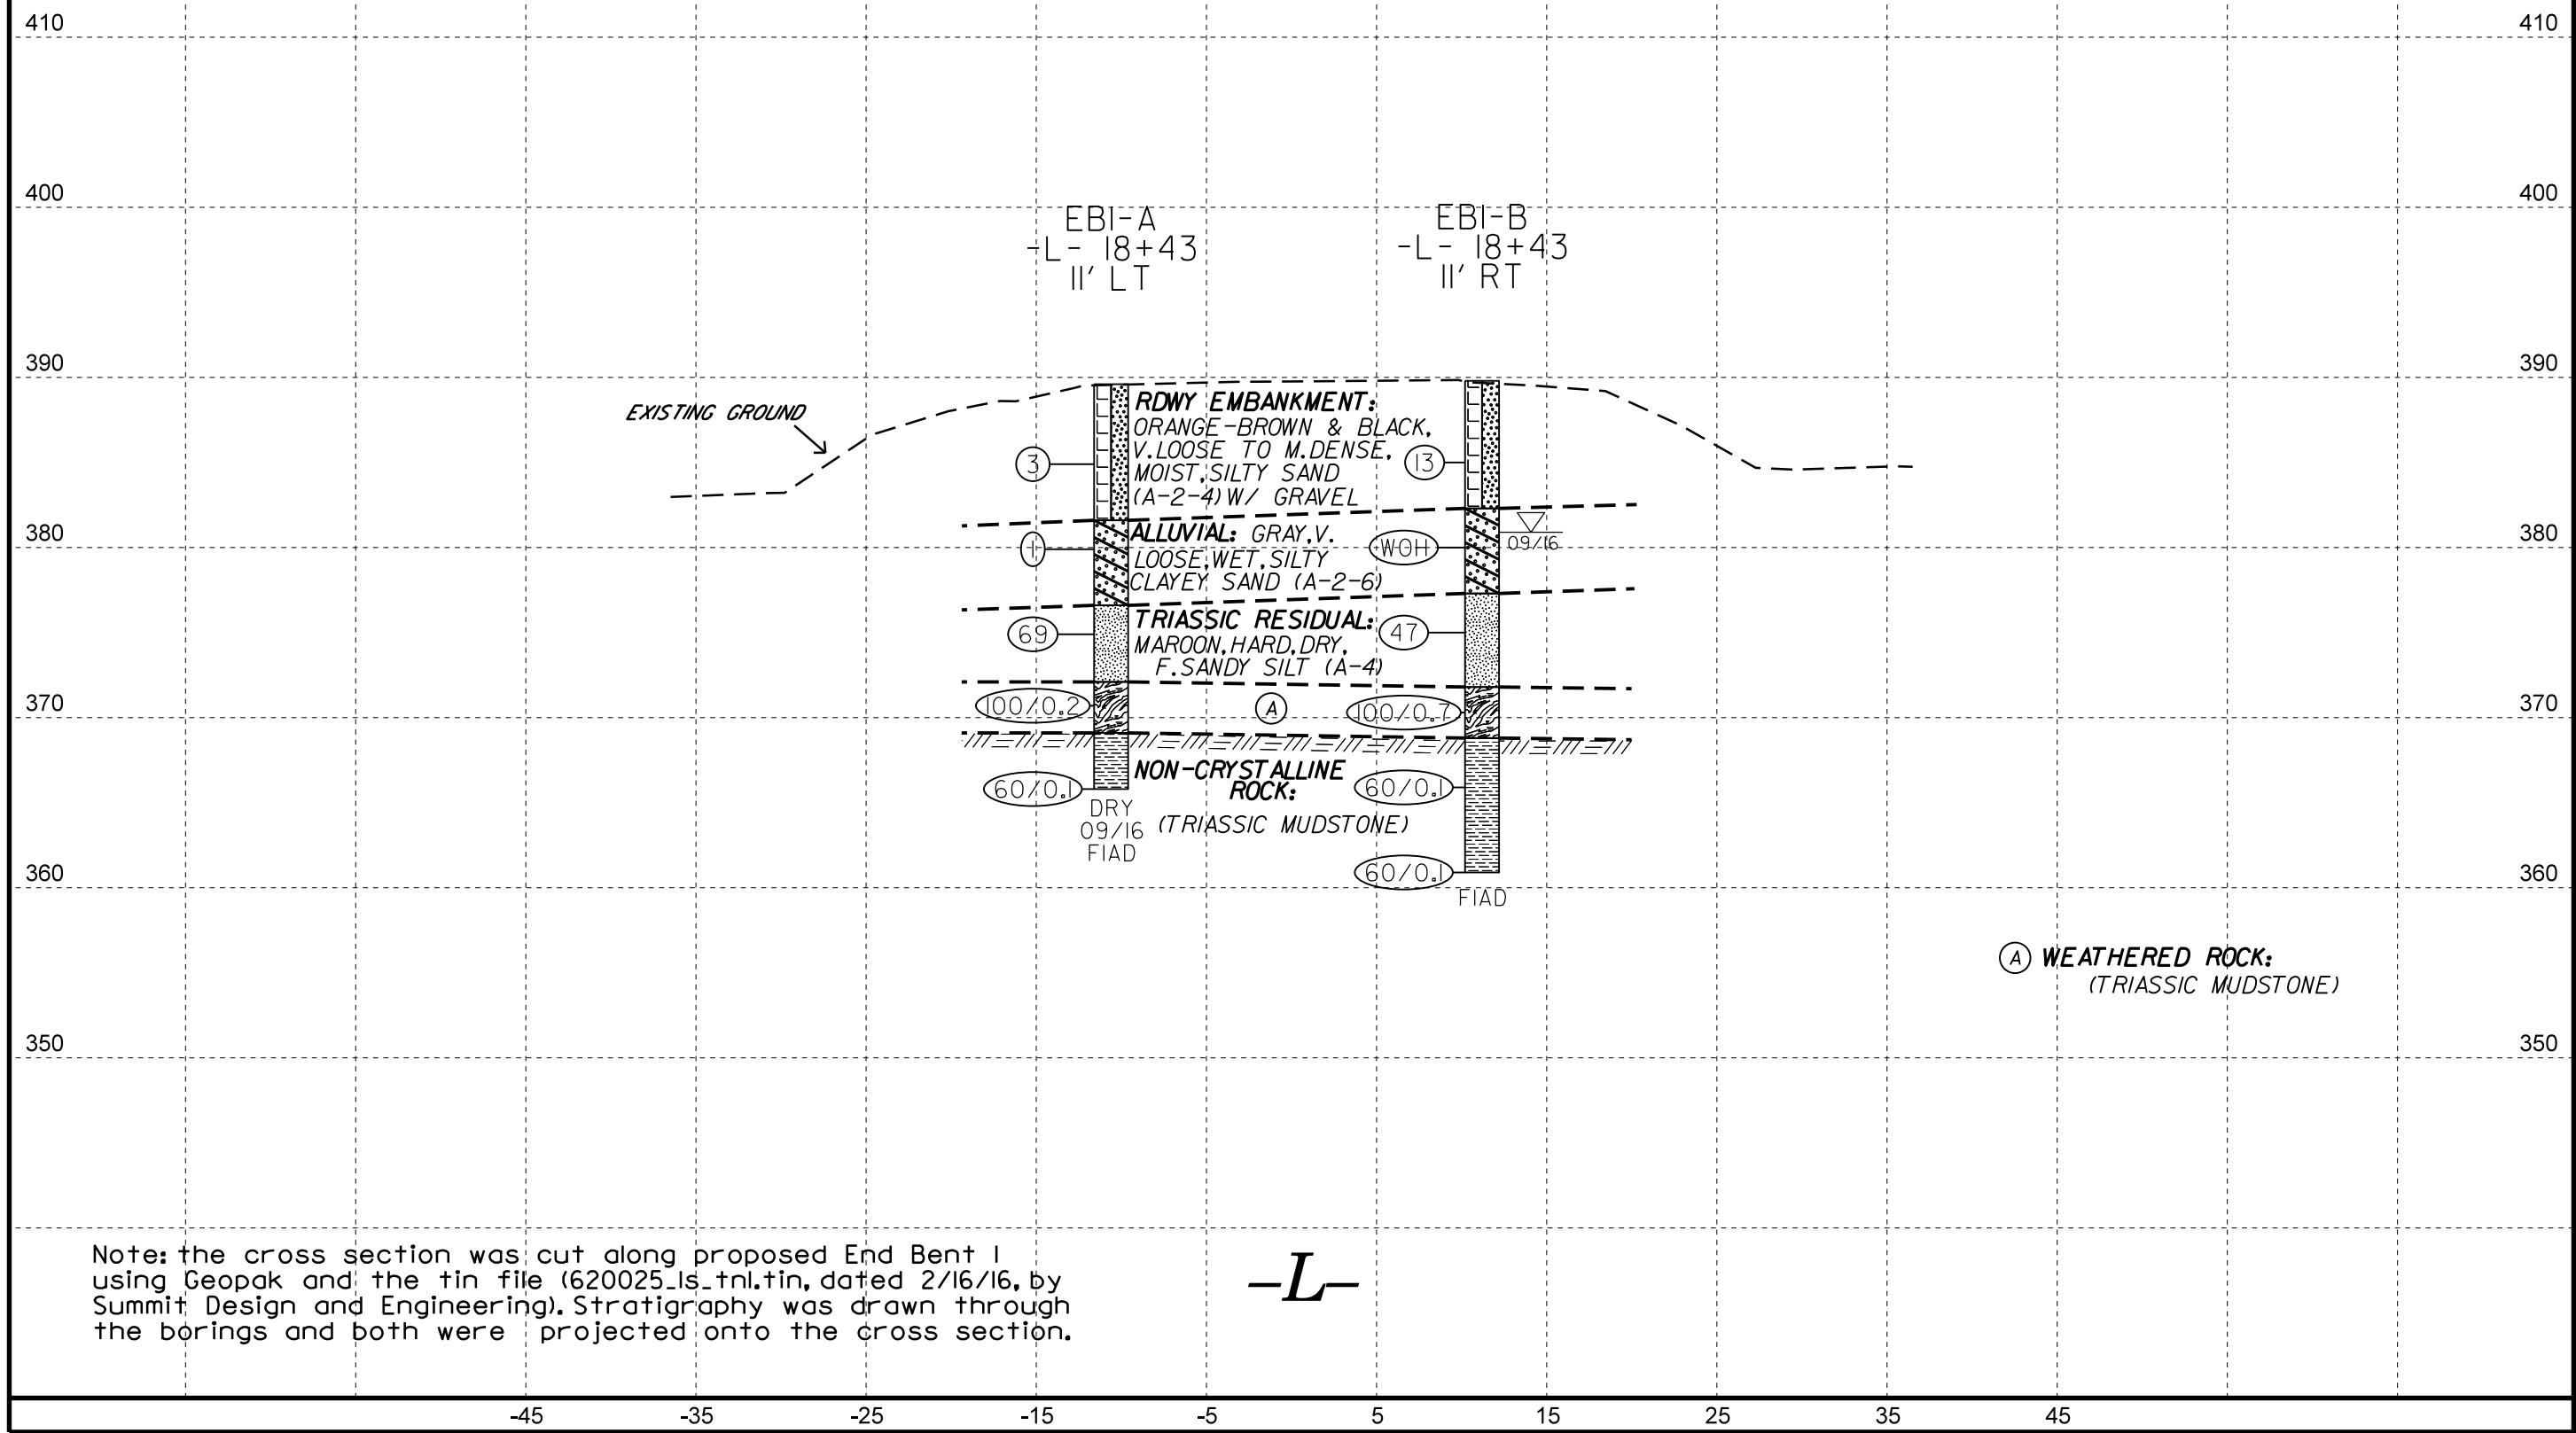 410 410
400 400
EB1-A EB1-B
-L- 18+43 -L- 18+43
11' LT 11' RT
390 390
EXISTING GROUND
RDWY EMBANKMENT:
ORANGE-BROWN & BLACK,
V.LOOSE TO M.DENSE,
3 13
MOIST,SILTY SAND
(A-2-4) W/ GRAVEL
380 380
ALLUVIAL: GRAY,V.
1 WOH 09/16
LOOSE,WET,SILTY
CLAYEY SAND (A-2-6)
TRIASSIC RESIDUAL:
69 47
MAROON,HARD,DRY,
F.SANDY SILT (A-4)
370 370
100/0.2 A 100/0.7
NON-CRYSTALLINE
ROCK:
60/0.1 60/0.1
DRY
09/16 (TRIASSIC MUDSTONE)
FIAD
360 360
60/0.1
FIAD
A WEATHERED ROCK:
(TRIASSIC MUDSTONE)
350 350
Note: the cross section was cut along proposed End Bent 1
using Geopak and the tin file (620025_ls_tn1.tin, dated 2/16/16, by
Summit Design and Engineering). Stratigraphy was drawn through
the borings and both were projected onto the cross section.
-L-
-45 -35 -25 -15 -5 5 15 25 35 45